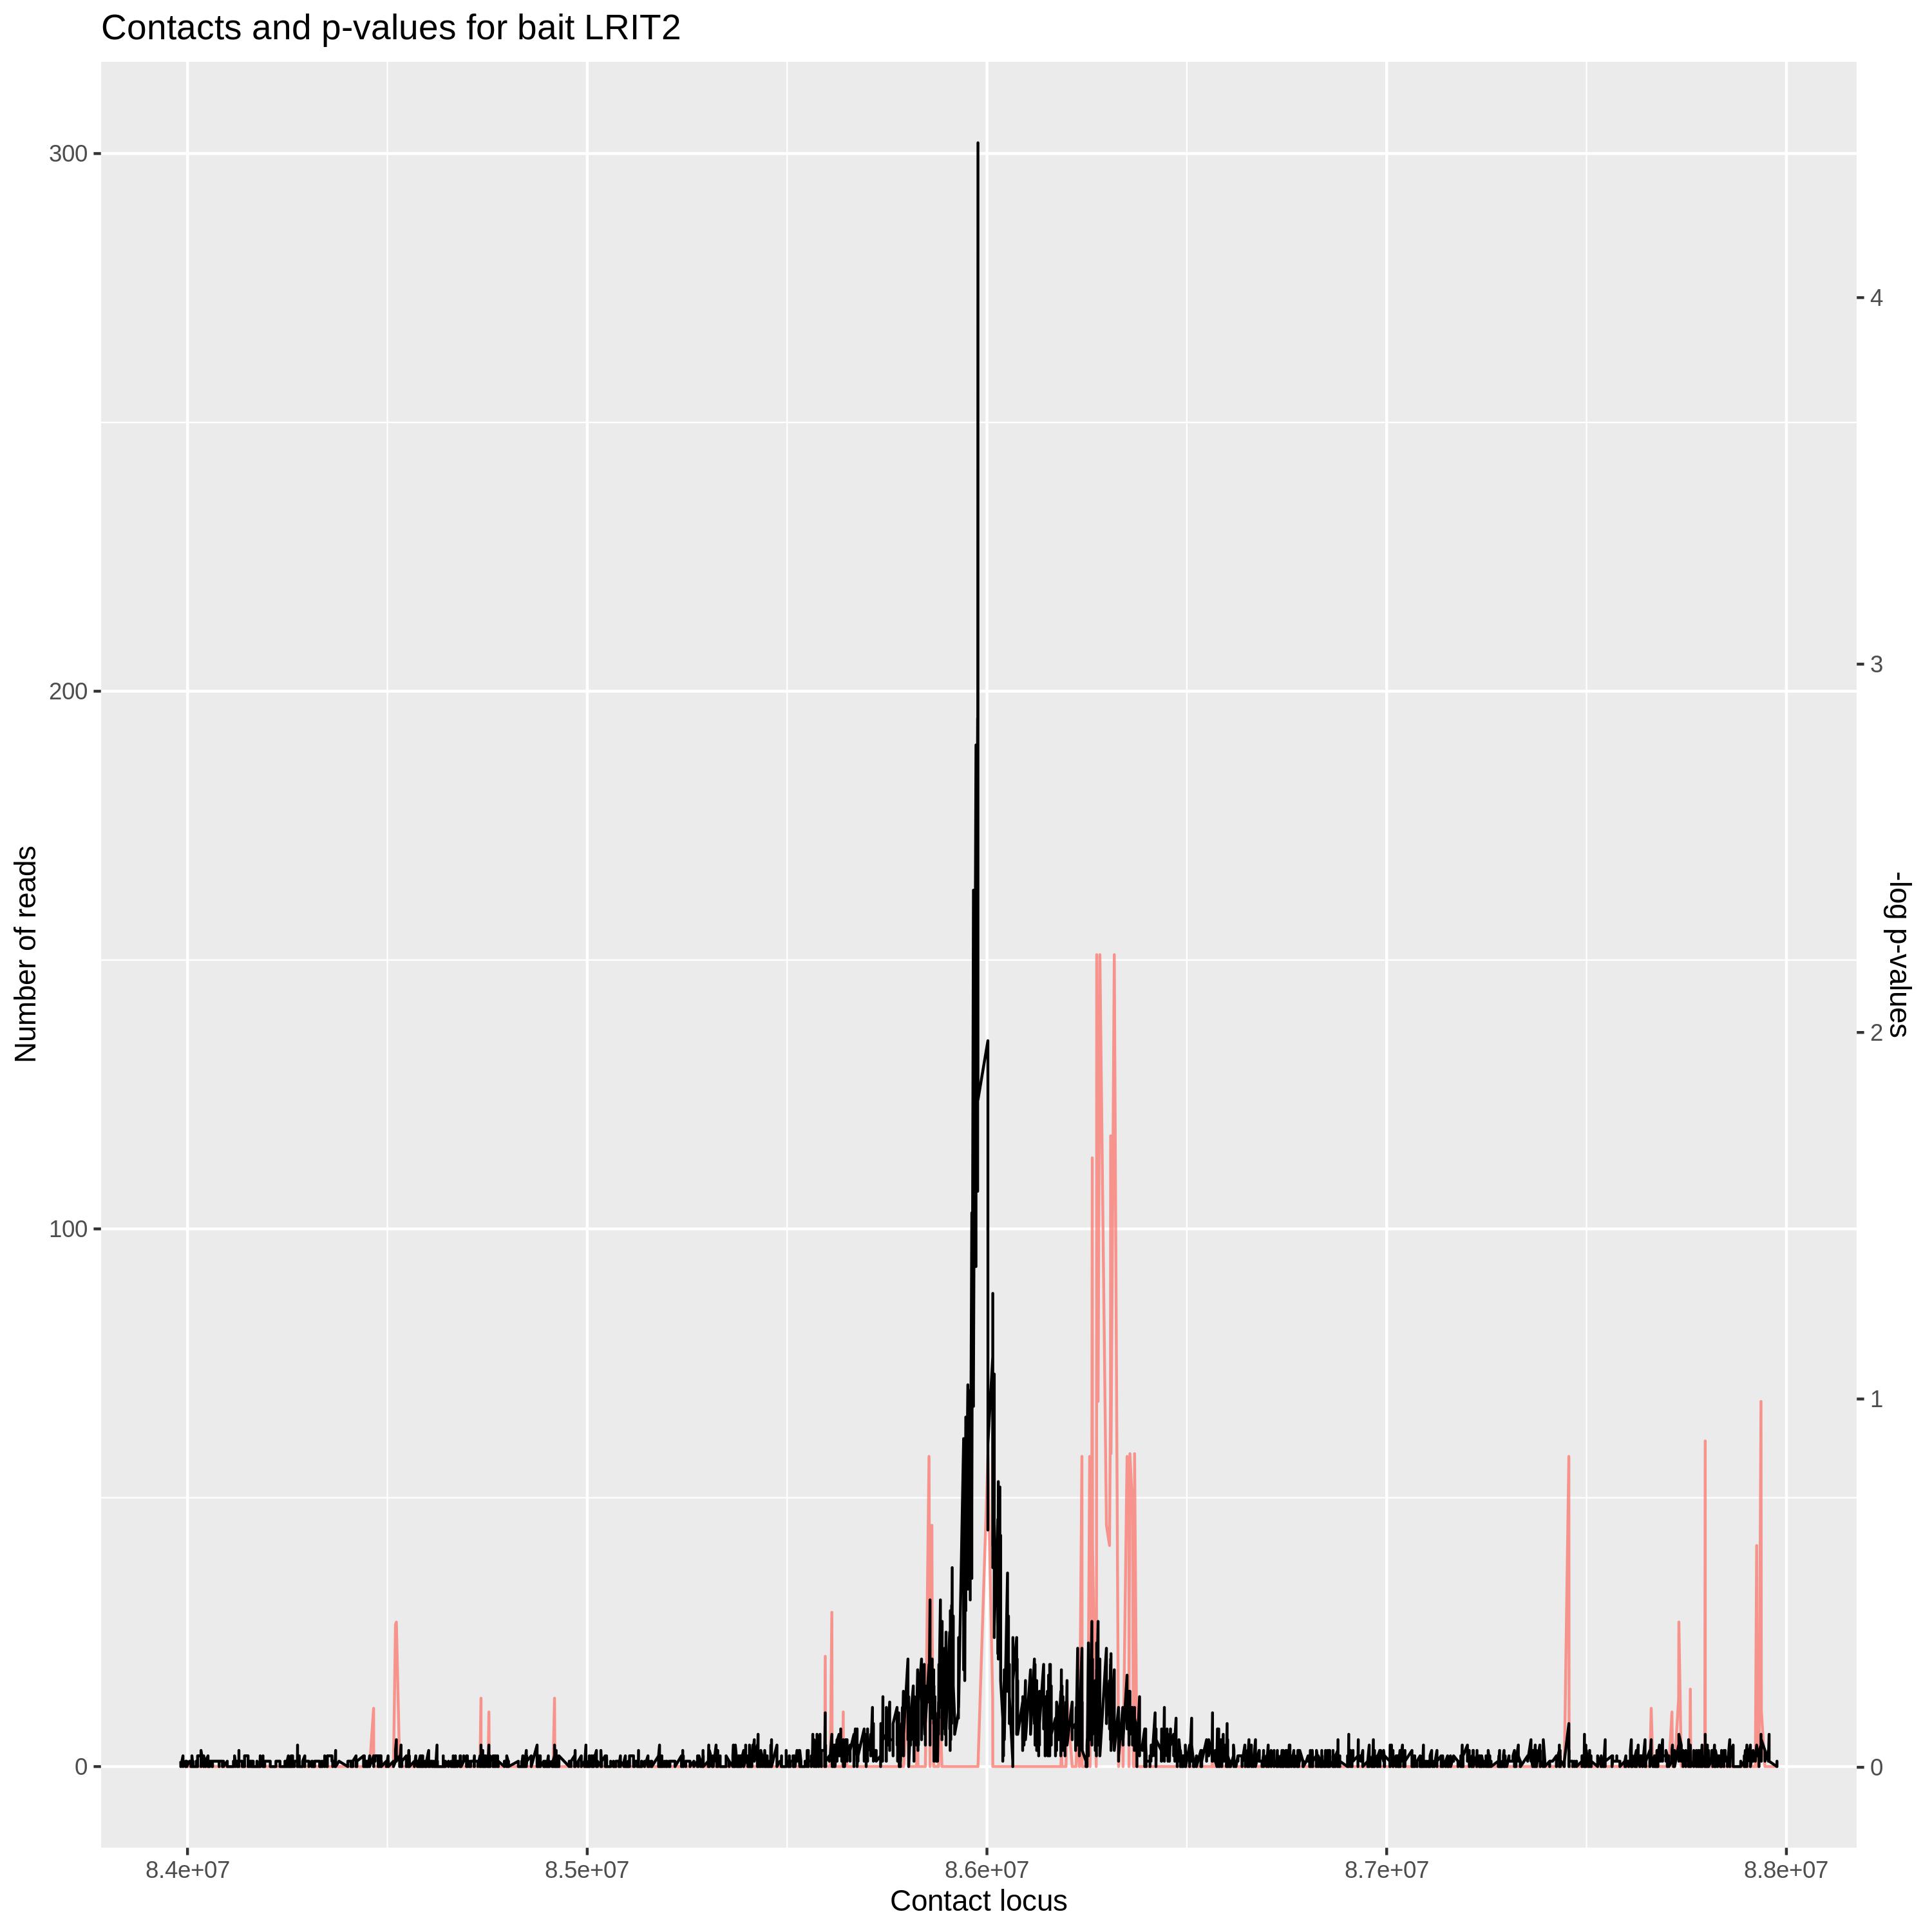 Contacts and p-values for bait LRIT2
300
200
100
0
Number of reads
4
3
2
1
0
-log p-values
8.4e+07 8.5e+07 8.6e+07 8.7e+07 8.8e+07
Contact locus